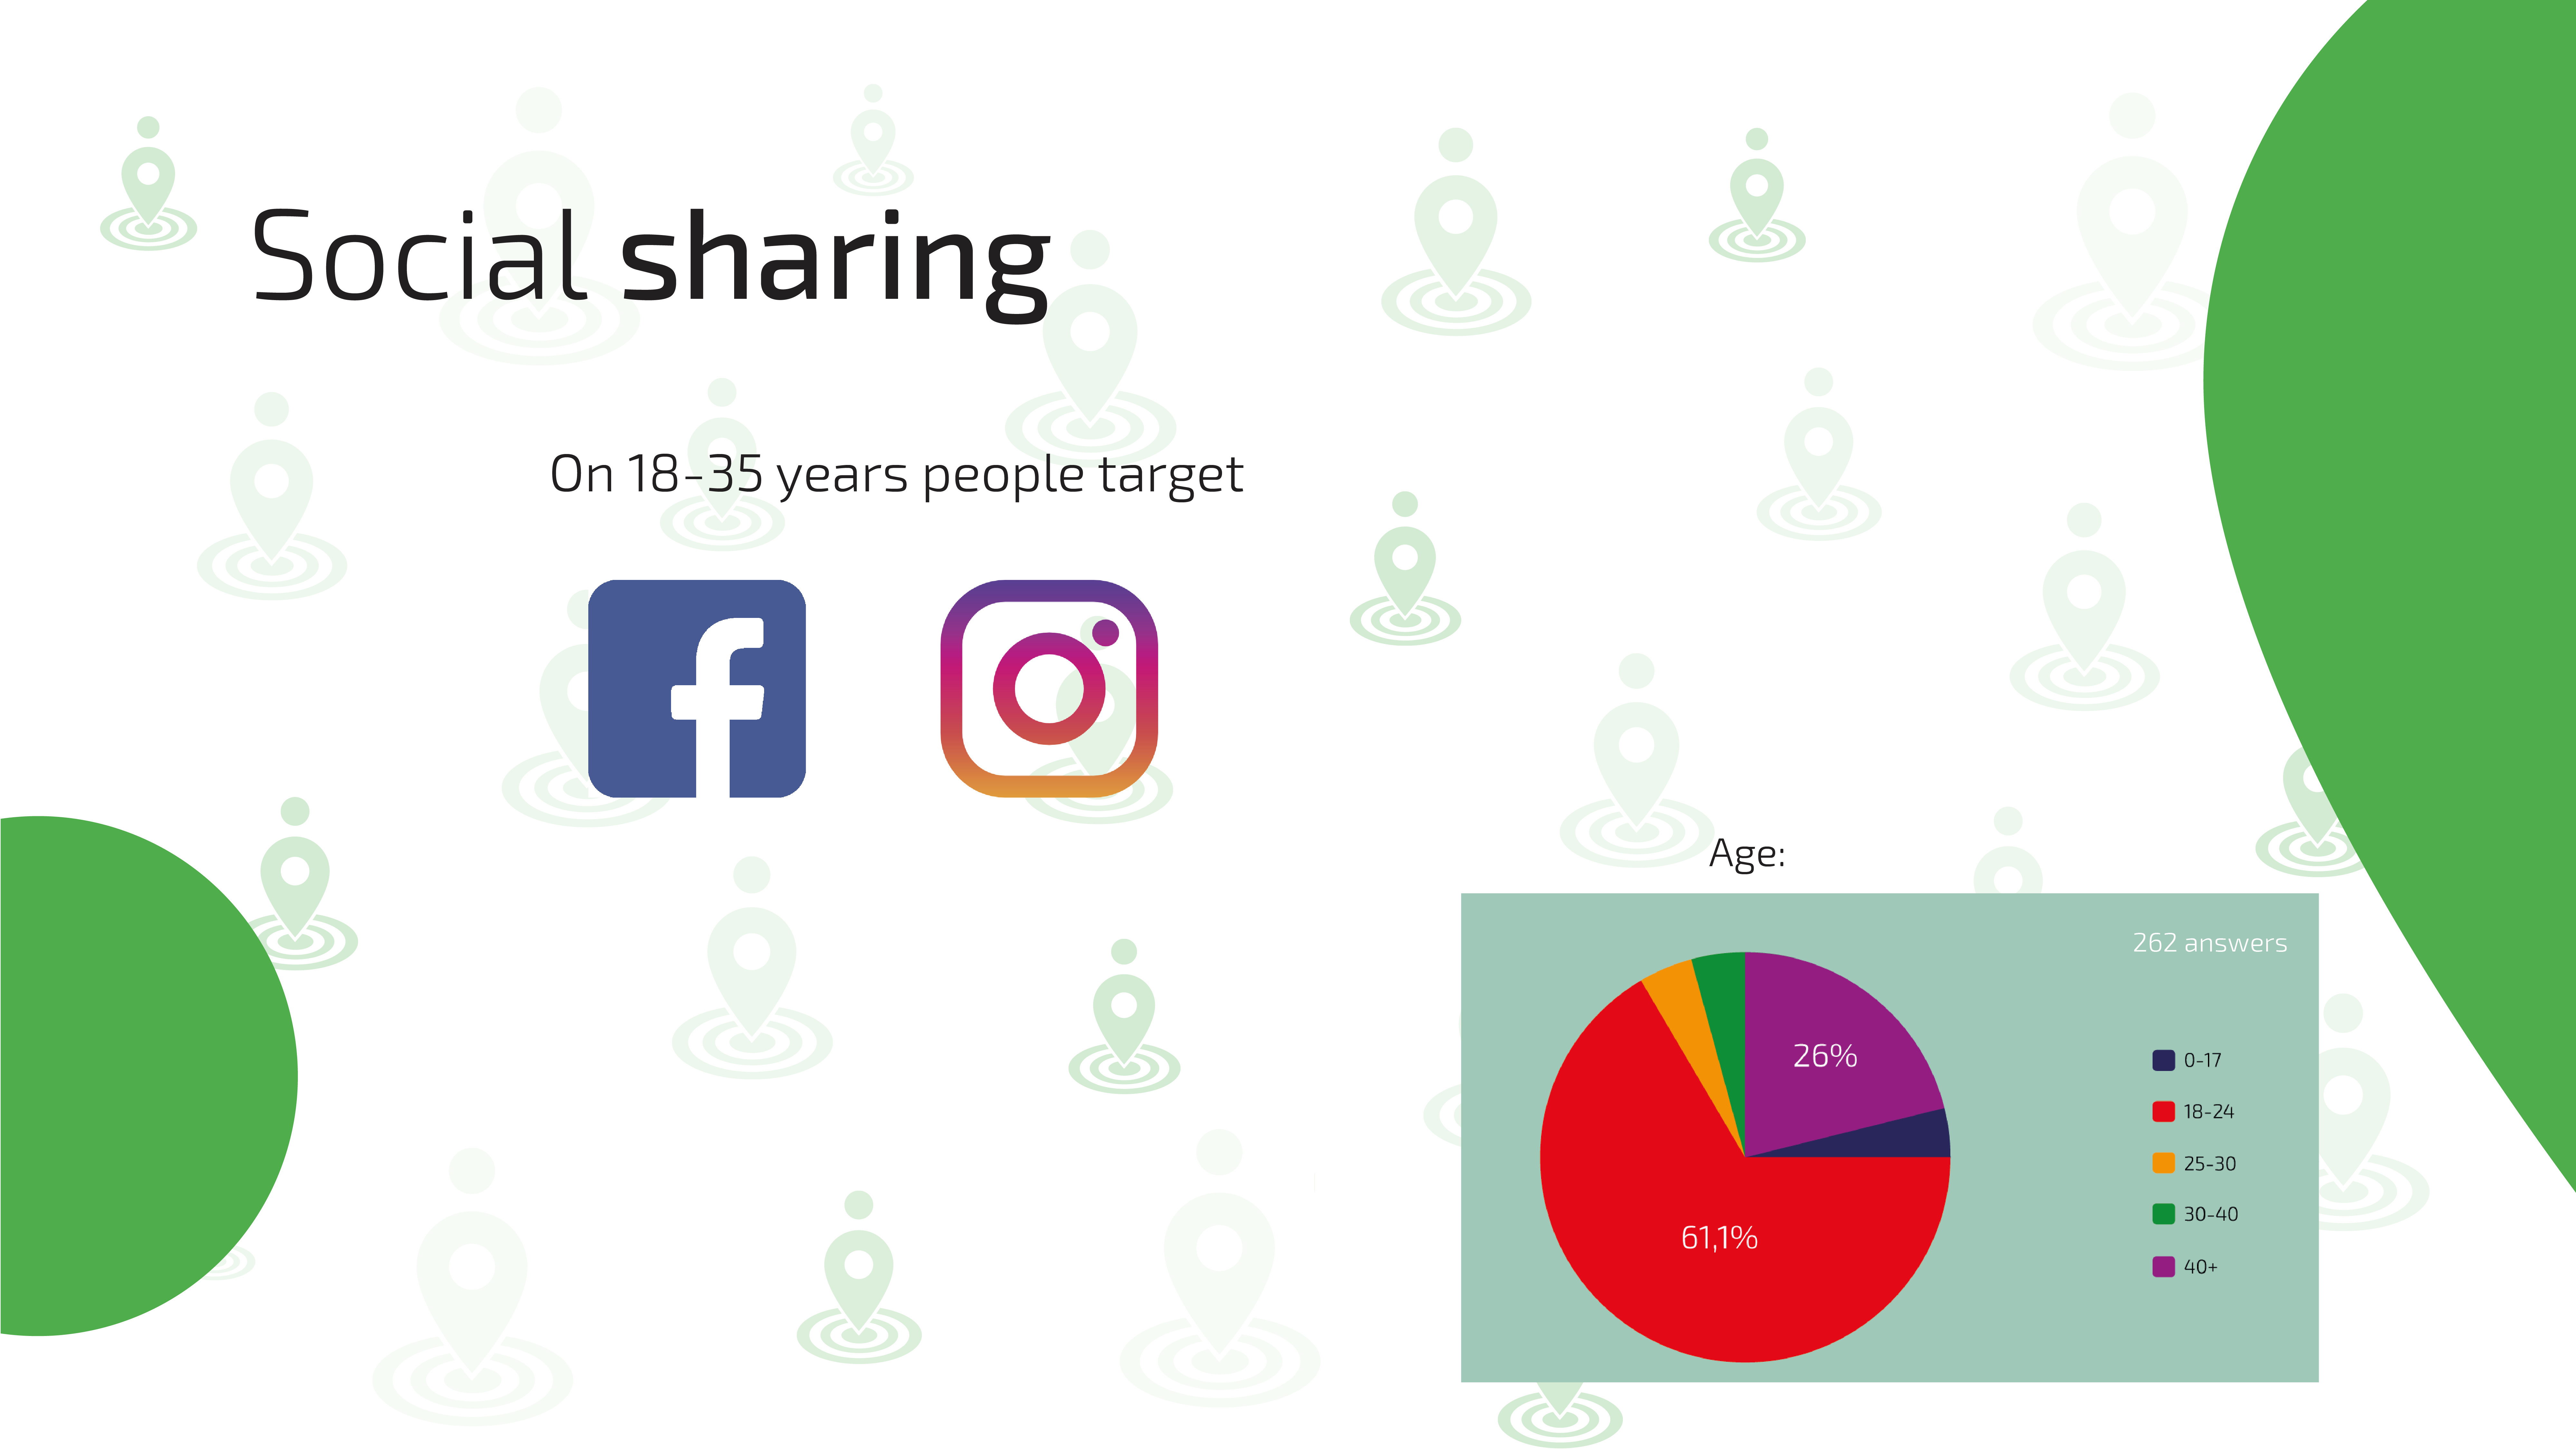 Social sharing
On 18-35 years people target
Age:
262 answers
26%
61,1%
0-17
18-24
25-30
30-40
40+